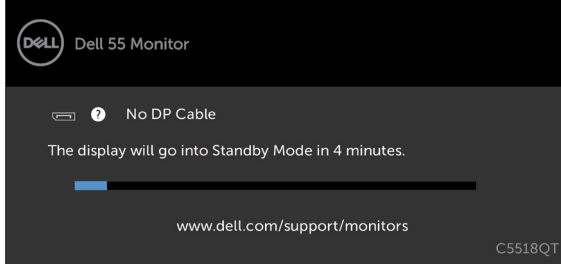 DELL Dell 55 Monitor
? No DP Cable
The display will go into Standby Mode in 4 minutes.
www.dell.com/support/monitors
C5518QT